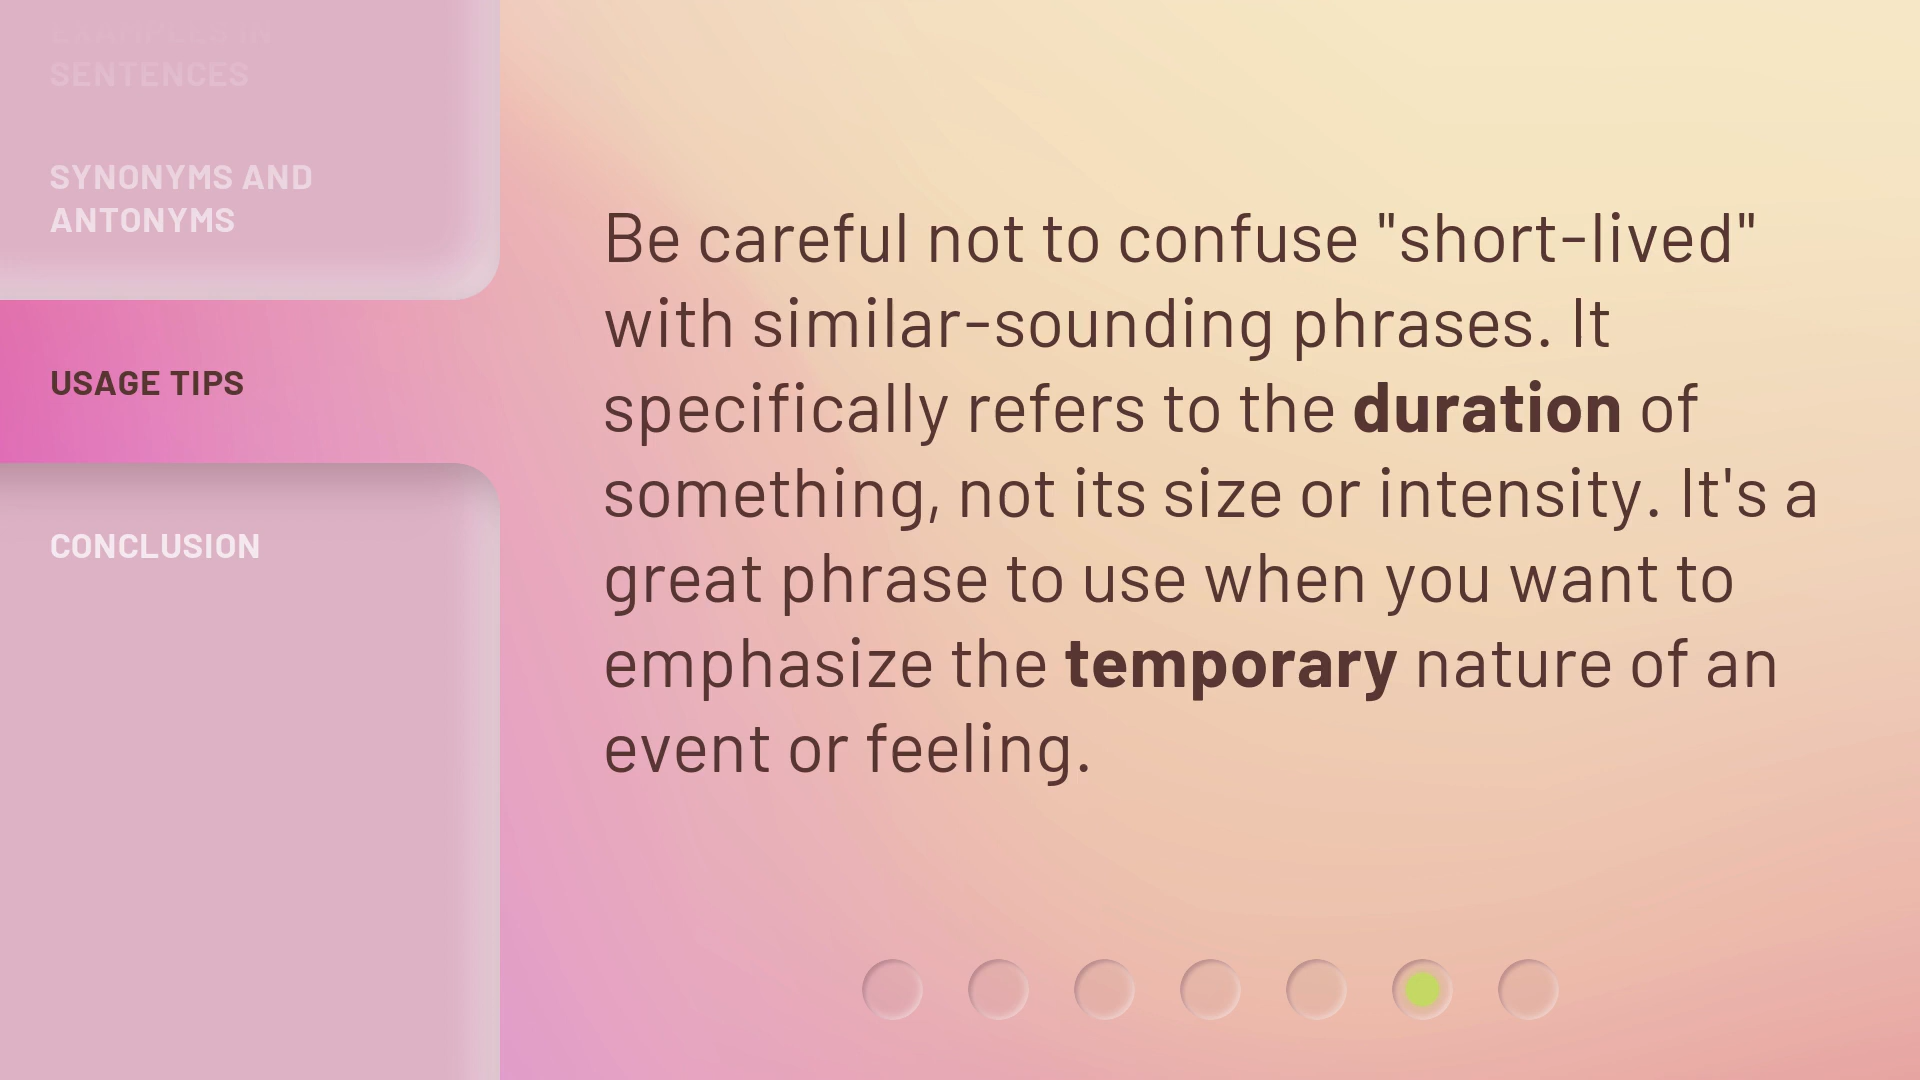 EXAMPLES IN
SENTENCES
SYNONYMS AND
ANTONYMS
USAGE TIPS
CONCLUSION
Be careful not to confuse "short-lived"
with similar-sounding phrases. It
specifically refers to the duration of
something, not its size or intensity. It's a
great phrase to use when you want to
emphasize the temporary nature of an
event or feeling.